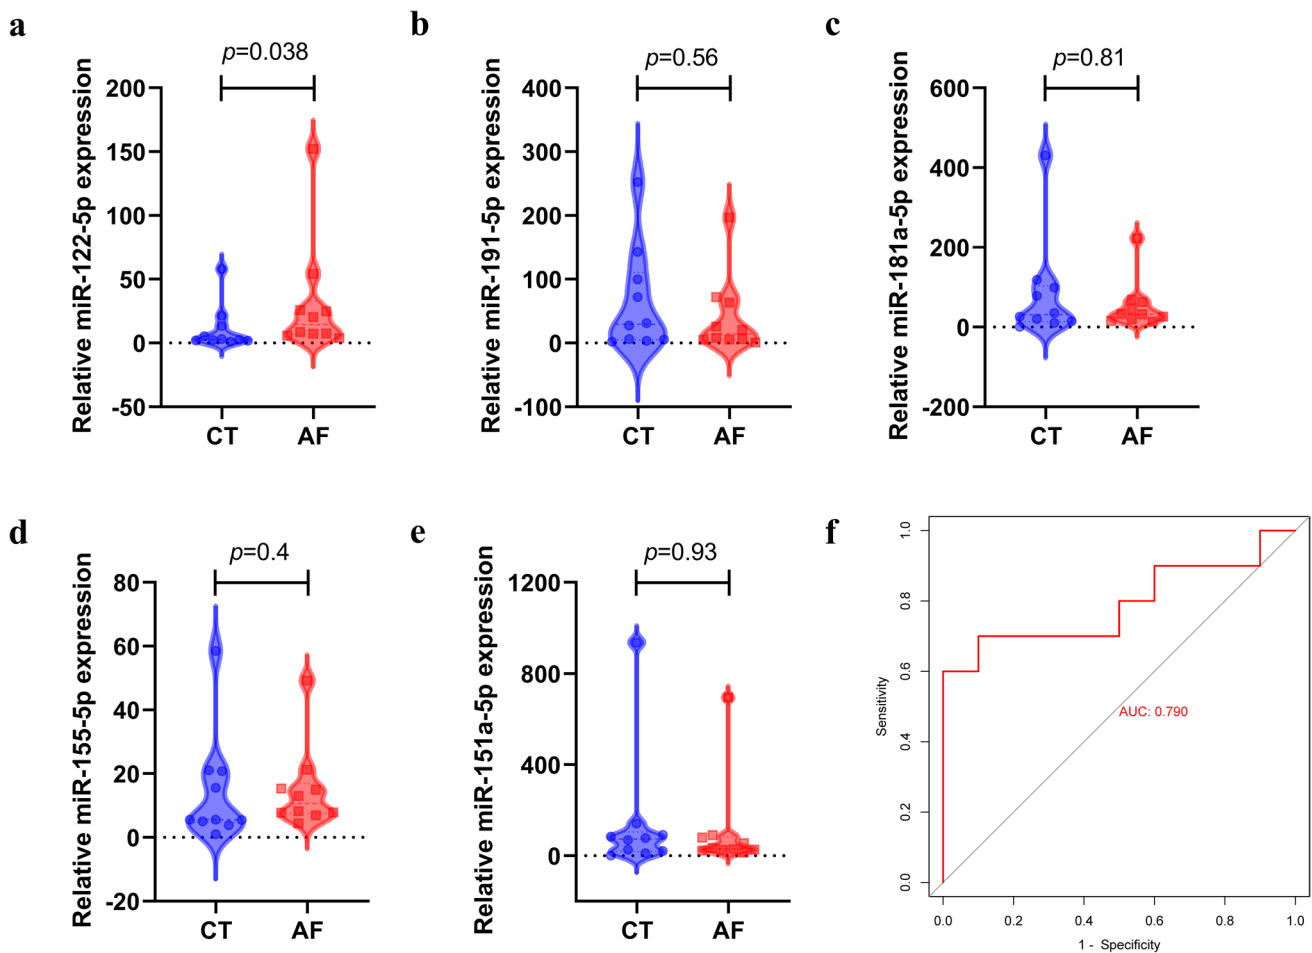 a
p=0.038
Relative miR-122-5p expression
200
150
100
50
0
-50
CT AF
b
p=0.56
Relative miR-191-5p expression
400
300
200
100
0
-100
CT AF
c
p=0.81
Relative miR-181a-5p expression
600
400
200
0
-200
CT AF
d
p=0.4
Relative miR-155-5p expression
80
60
40
20
0
-20
CT AF
e
p=0.93
Relative miR-151a-5p expression
1200
800
400
0
CT AF
f
Sensitivity
1.0
0.8
0.6
0.4
0.2
0.0
AUC: 0.790
0.0 0.2 0.4 0.6 0.8 1.0
1 - Specificity